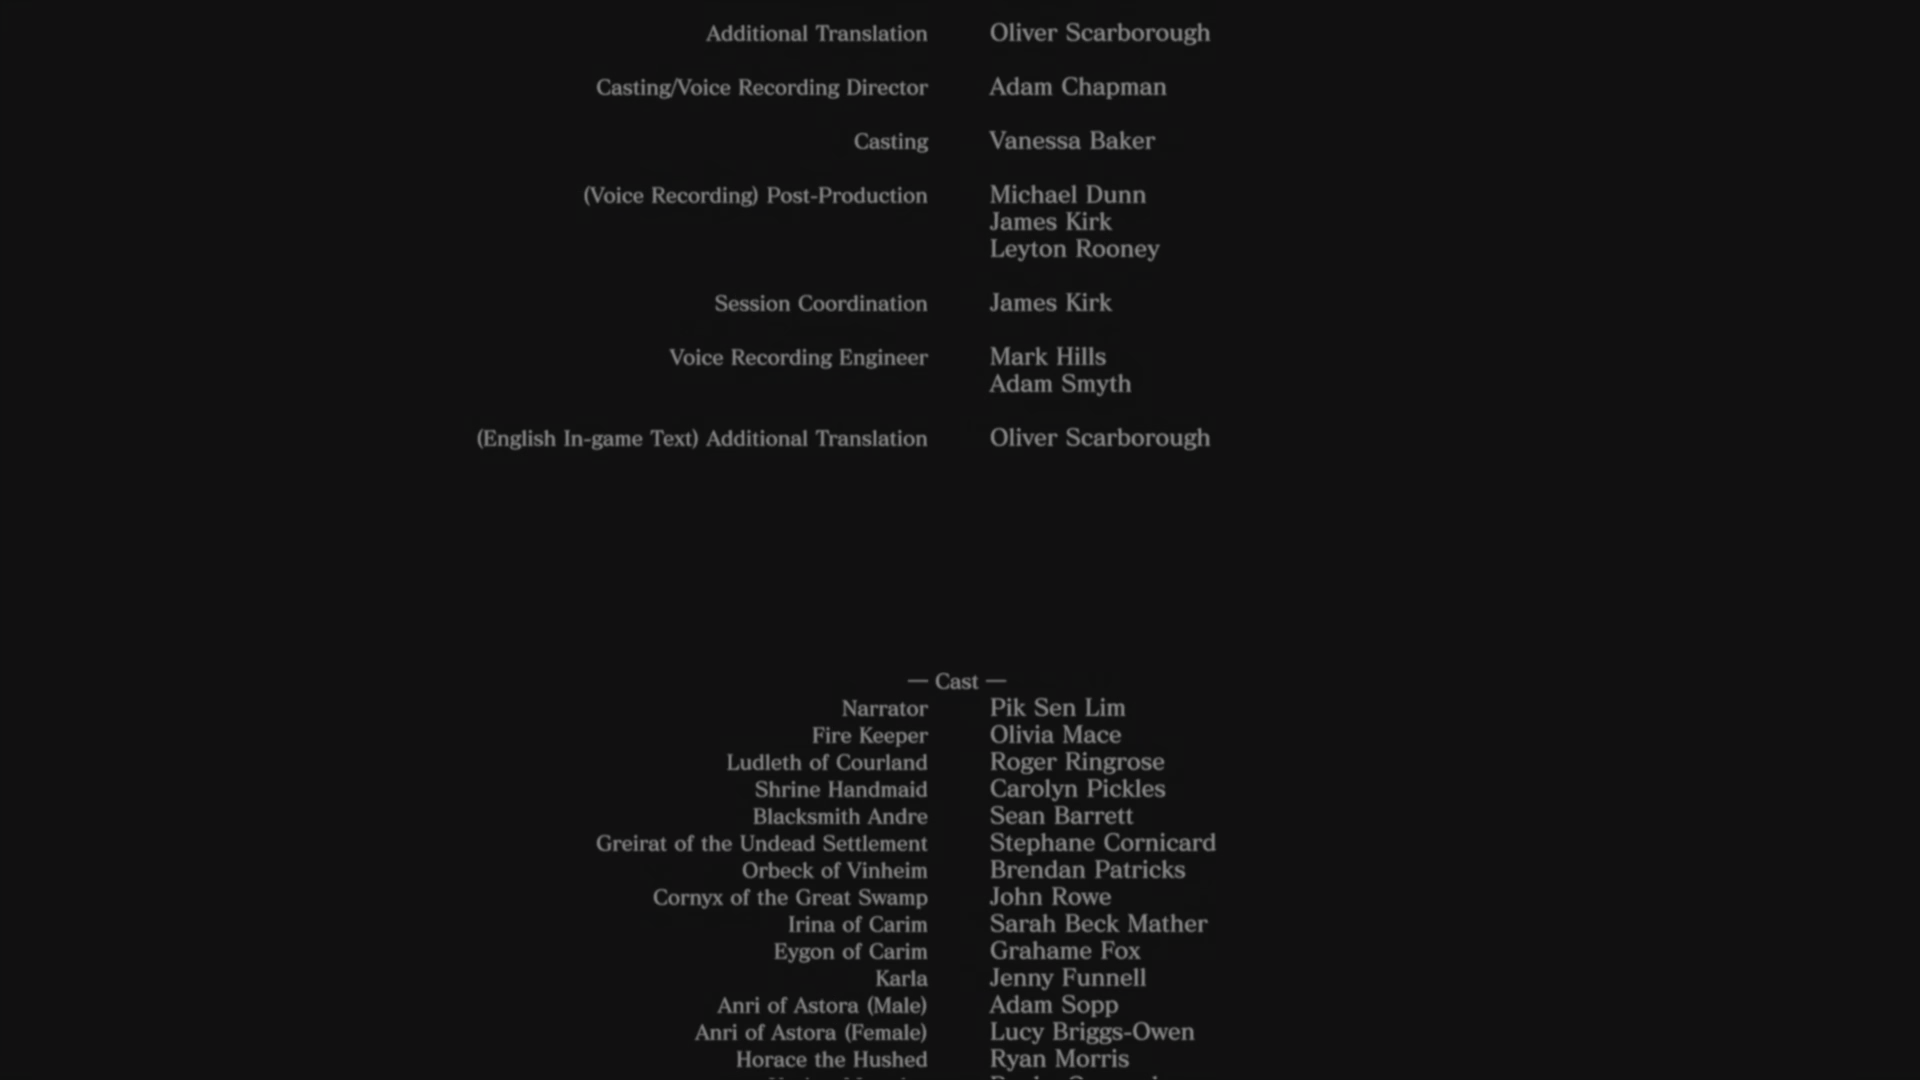 Additional Translation Oliver Scarborough
Casting/Voice Recording Director Adam Chapman
Casting Vanessa Baker
(Voice Recording) Post-Production Michael Dunn
James Kirk
Leyton Rooney
Session Coordination James Kirk
Voice Recording Engineer Mark Hills
Adam Smyth
(English In-game Text) Additional Translation Oliver Scarborough
— Cast —
Narrator Pik Sen Lim
Fire Keeper Olivia Mace
Ludleth of Courland Roger Ringrose
Shrine Handmaid Carolyn Pickles
Blacksmith Andre Sean Barrett
Greirat of the Undead Settlement Stephane Cornicard
Orbeck of Vinheim Brendan Patricks
Cornyx of the Great Swamp John Rowe
Irina of Carim Sarah Beck Mather
Eygon of Carim Grahame Fox
Karla Jenny Funnell
Anri of Astora (Male) Adam Sopp
Anri of Astora (Female) Lucy Briggs-Owen
Horace the Hushed Ryan Morris